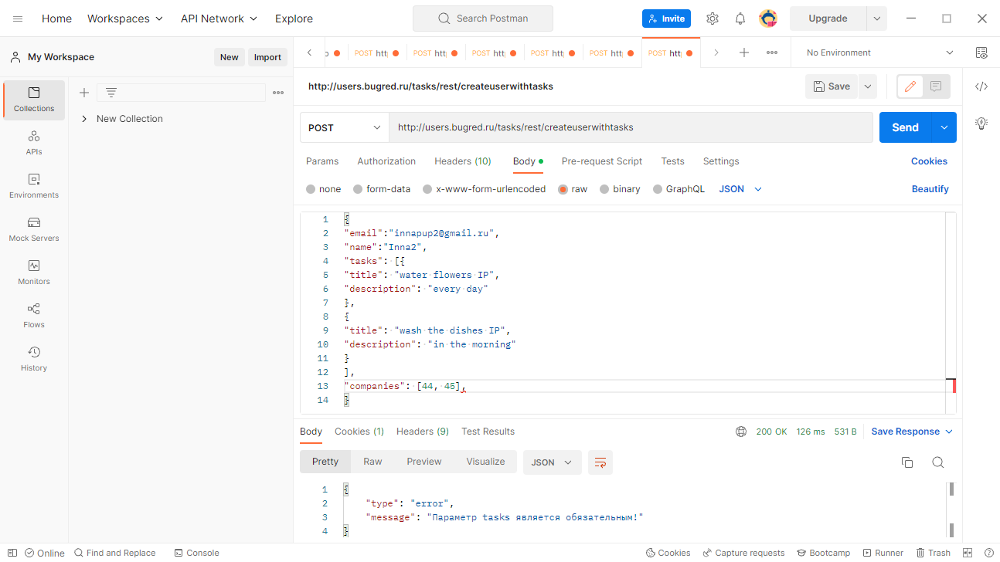 Home Workspaces API Network Explore Search Postman Invite Upgrade
My Workspace New Import
POST htt POST htt POST htt POST htt POST htt POST htt No Environment
http://users.bugred.ru/tasks/rest/createuserwithtasks Save
Collections
New Collection
APIs
Environments
Mock Servers
Monitors
Flows
History
POST http://users.bugred.ru/tasks/rest/createuserwithtasks Send
Params Authorization Headers (10) Body Pre-request Script Tests Settings Cookies
none form-data x-www-form-urlencoded raw binary GraphQL JSON Beautify
1 {
2 "email":"innapup2@gmail.ru",
3 "name":"Inna2",
4 "tasks": [{
5 "title": "water flowers IP",
6 "description": "every day"
7 },
8 {
9 "title": "wash the dishes IP",
10 "description": "in the morning"
11 }
12 ],
13 "companies": [44, 45],
14 }
Body Cookies (1) Headers (9) Test Results 200 OK 126 ms 531 B Save Response
Pretty Raw Preview Visualize JSON
1 {
2 "type": "error",
3 "message": "Параметр tasks является обязательным!"
4 }
Online Find and Replace Console Cookies Capture requests Bootcamp Runner Trash